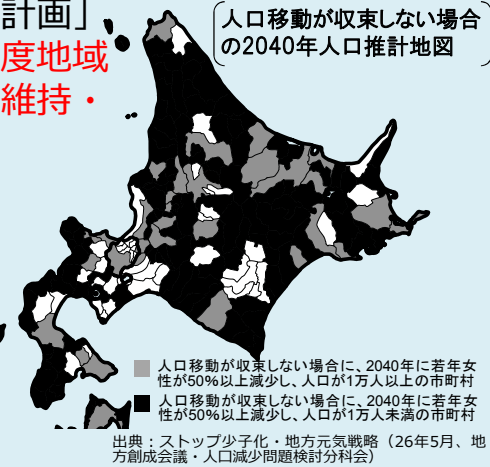 計画」
度地域
維持・
人口移動が収束しない場合
の2040年人口推計地図
人口移動が収束しない場合に、2040年に若年女
性が50%以上減少し、人口が1万人以上の市町村
人口移動が収束しない場合に、2040年に若年女
性が50%以上減少し、人口が1万人未満の市町村
出典：ストップ少子化・地方元気戦略（26年5月、地
方創成会議・人口減少問題検討分科会）